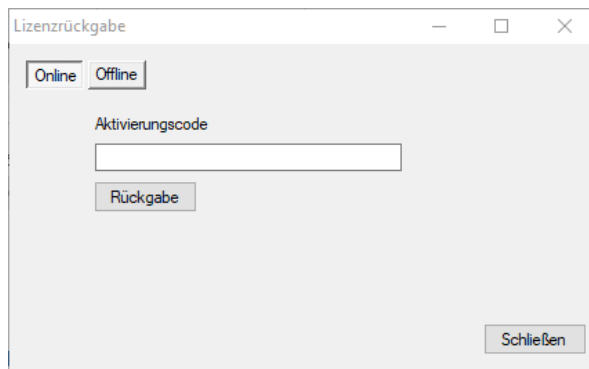 Lizenzrückgabe
Online Offline
Aktivierungscode
Rückgabe
Schließen